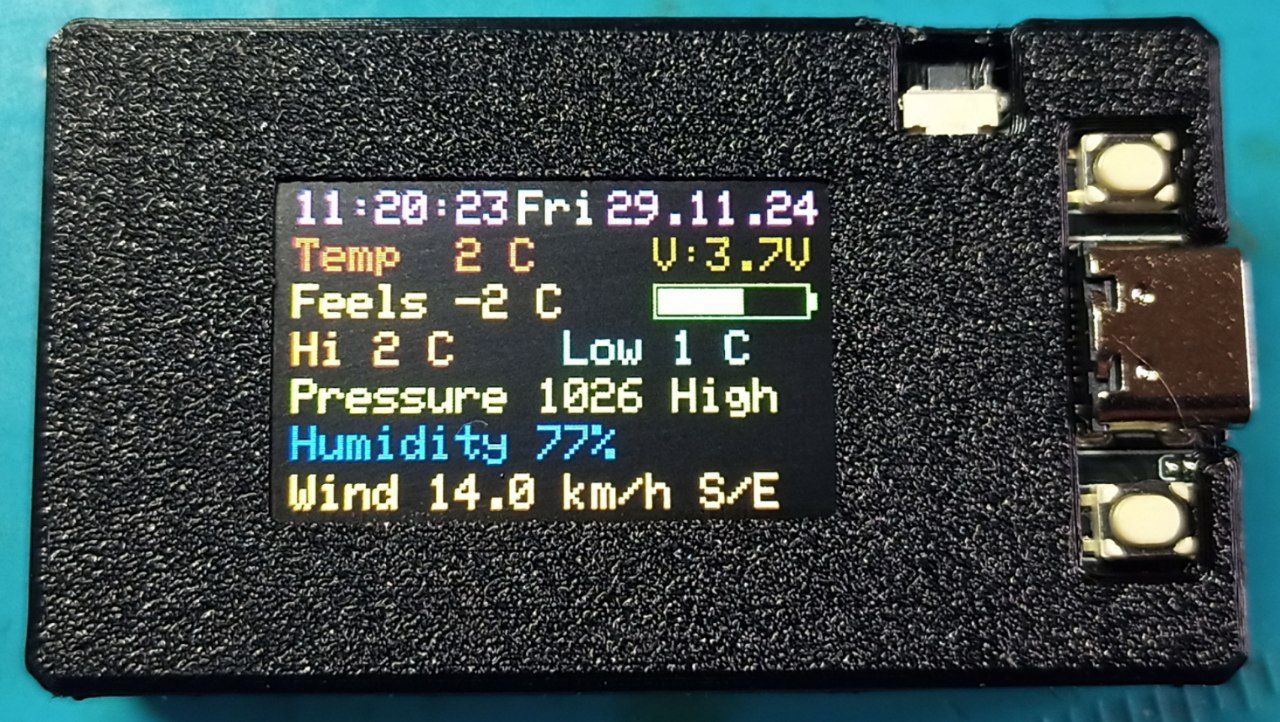 11:20:23 Fri 29.11.24
Temp 2 C V:3.7V
Feels -2 C
Hi 2 C Low 1 C
Pressure 1026 High
Humidity 77%
Wind 14.0 km/h S/E